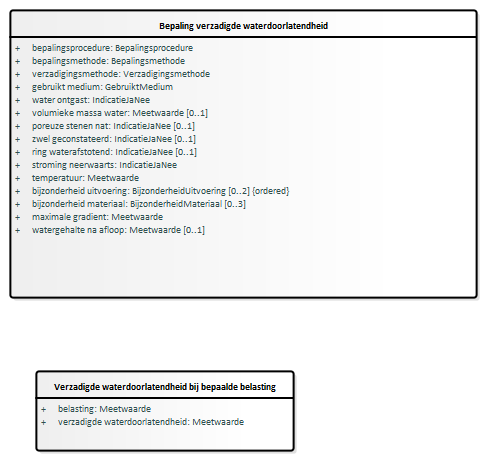 Bepaling verzadigde waterdoorlatendheid
+ bepalingsprocedure: Bepalingsprocedure
+ bepalingsmethode: Bepalingsmethode
+ verzadigingsmethode: Verzadigingsmethode
+ gebruikt medium: GebruiktMedium
+ water ontgast: IndicatieJaNee
+ volumieke massa water: Meetwaarde [0..1]
+ poreuze stenen nat: IndicatieJaNee [0..1]
+ zwel geconstateerd: IndicatieJaNee [0..1]
+ ring waterafstotend: IndicatieJaNee [0..1]
+ stroming neerwaarts: IndicatieJaNee
+ temperatuur: Meetwaarde
+ bijzonderheid uitvoering: BijzonderheidUitvoering [0..2] {ordered}
+ bijzonderheid materiaal: BijzonderheidMateriaal [0..3]
+ maximale gradient: Meetwaarde
+ watergehalte na afloop: Meetwaarde [0..1]
Verzadigde waterdoorlatendheid bij bepaalde belasting
+ belasting: Meetwaarde
+ verzadigde waterdoorlatendheid: Meetwaarde